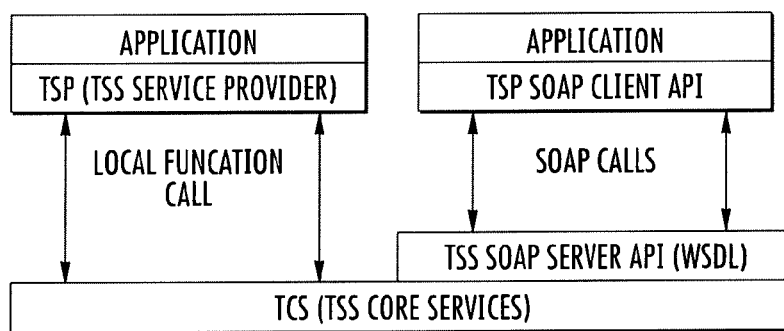 APPLICATION
TSP (TSS SERVICE PROVIDER)
LOCAL FUNCATION
CALL
APPLICATION
TSP SOAP CLIENT API
SOAP CALLS
TSS SOAP SERVER API (WSDL)
TCS (TSS CORE SERVICES)